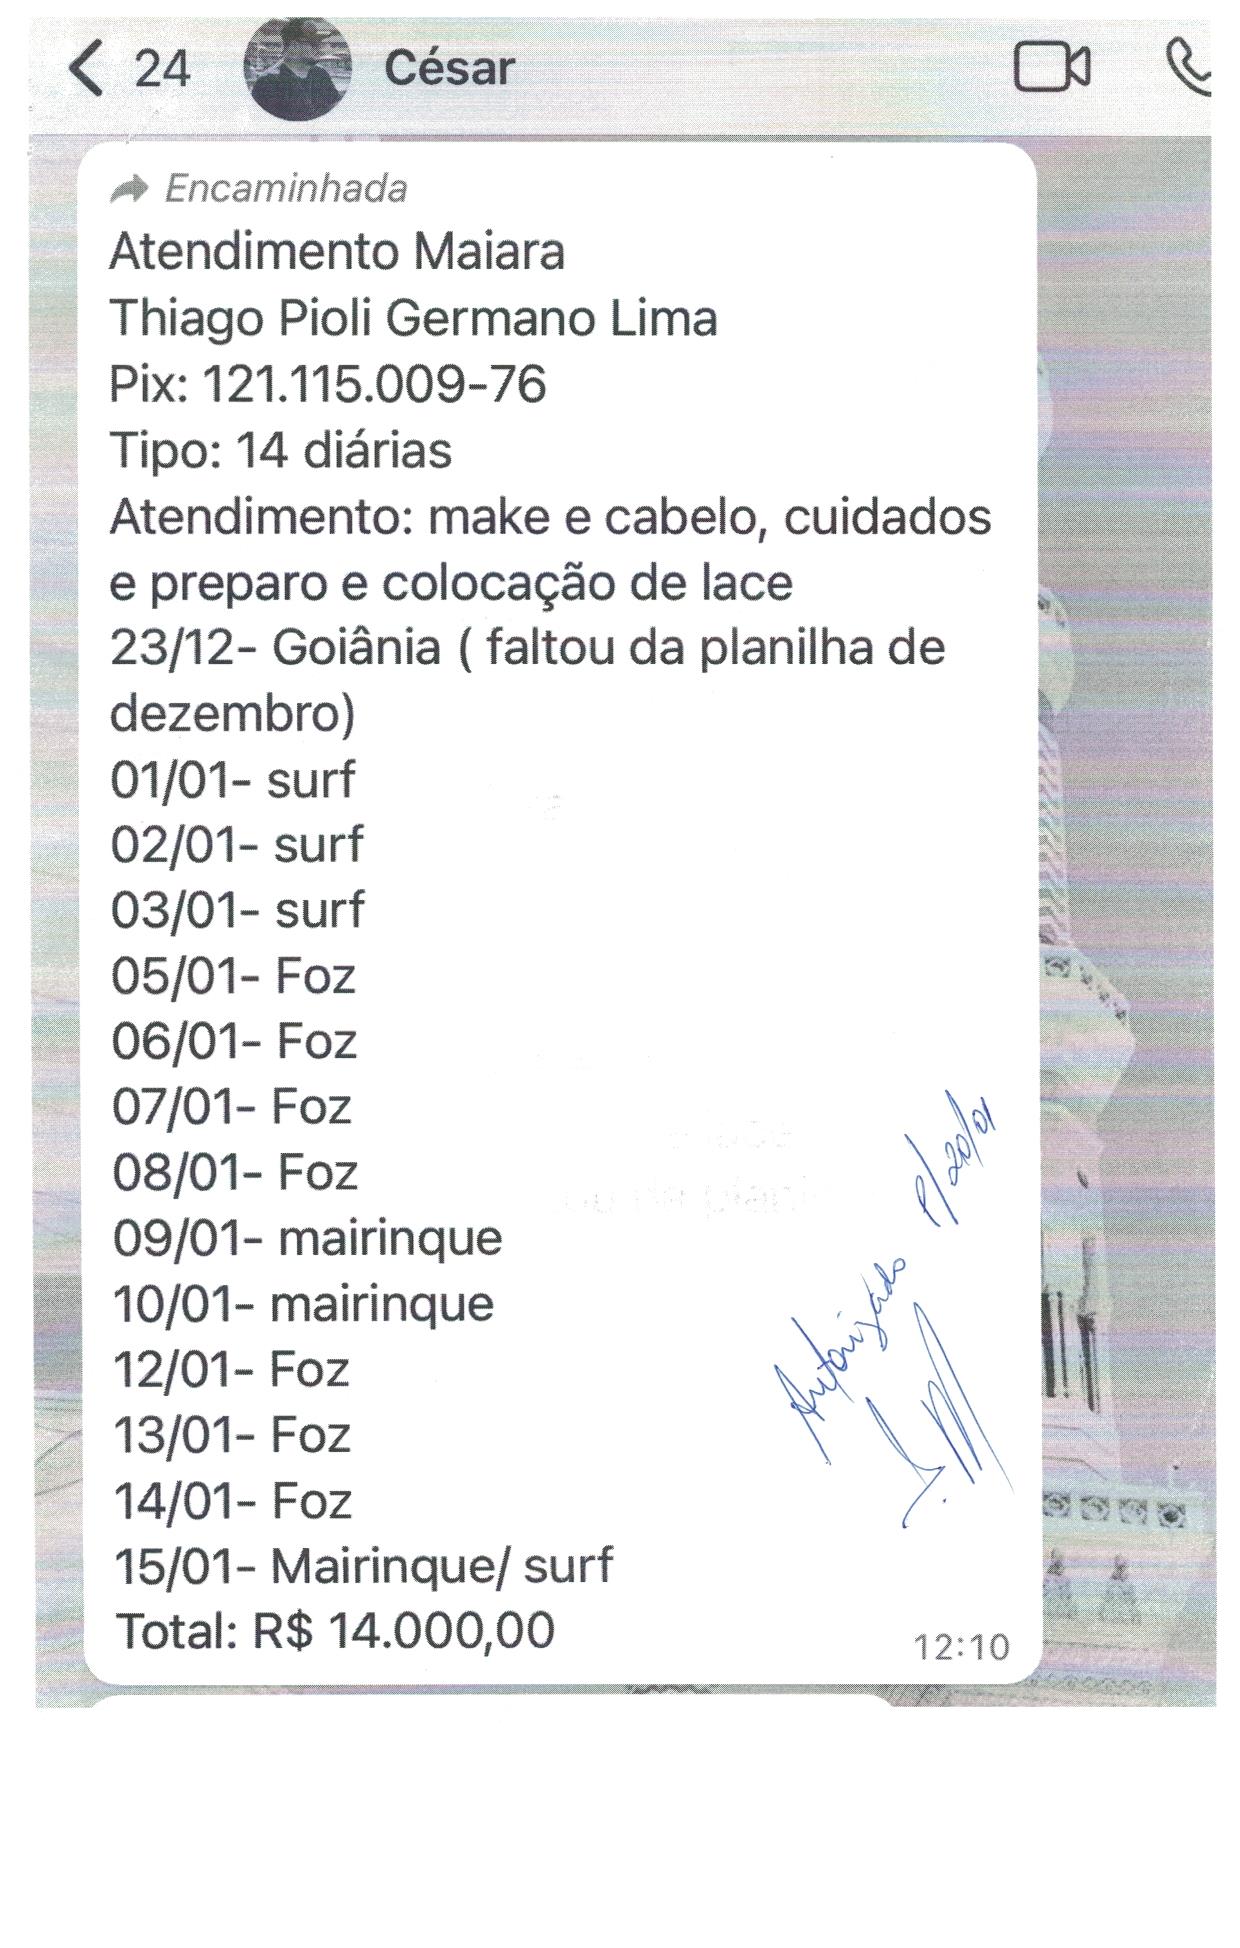 24
César
Encaminhada
Atendimento Maiara
Thiago Pioli Germano Lima
Pix: 121.115.009-76
Tipo: 14 diárias
Atendimento: make e cabelo, cuidados
e preparo e colocação de lace
23/12- Goiânia ( faltou da planilha de
dezembro)
01/01- surf
02/01- surf
03/01- surf
05/01- Foz
06/01- Foz
07/01- Foz
08/01- Foz
09/01- mairinque
10/01- mairinque
12/01- Foz
13/01- Foz
14/01- Foz
15/01- Mairinque/ surf
Total: R$ 14.000,00
12:10
Autorizado P/20/01